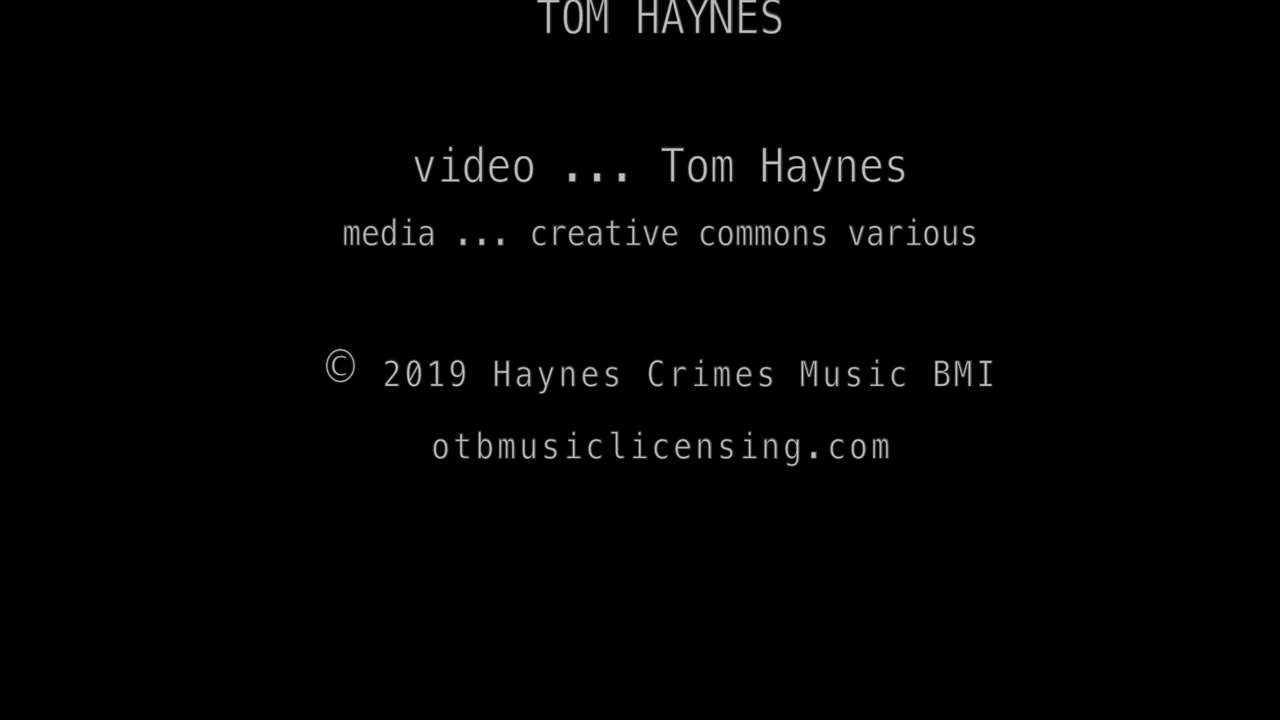 TOM HAYNES
video ... Tom Haynes
media ... creative commons various
© 2019 Haynes Crimes Music BMI
otbmusiclicensing.com